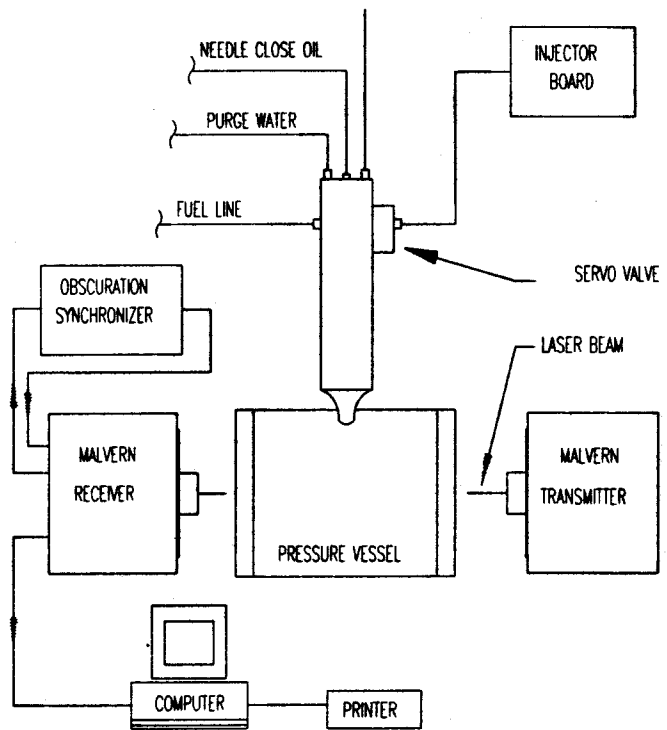 NEEDLE CLOSE OIL
INJECTOR
BOARD
PURGE WATER
FUEL LINE
SERVO VALVE
OBSCURATION
SYNCHRONIZER
LASER BEAM
MALVERN
RECEIVER
MALVERN
TRANSMITTER
PRESSURE VESSEL
COMPUTER
PRINTER